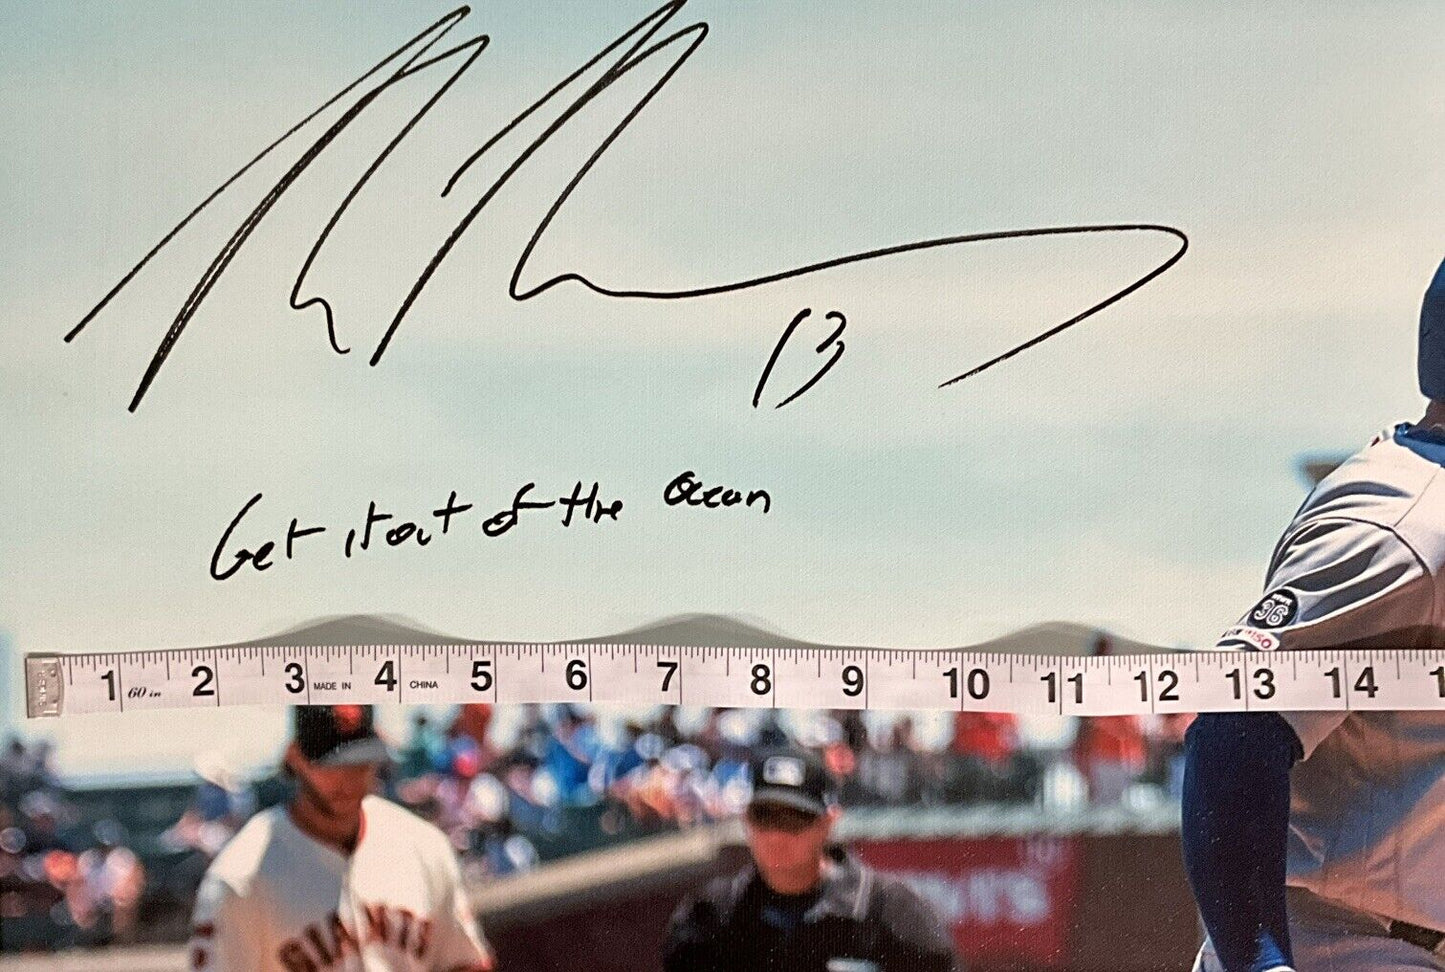 13
Get it out of the Ocean
36
1 60 in 2 3 MADE IN 4 CHINA 5 6 7 8 9 10 11 12 13 14 1
GIANTS